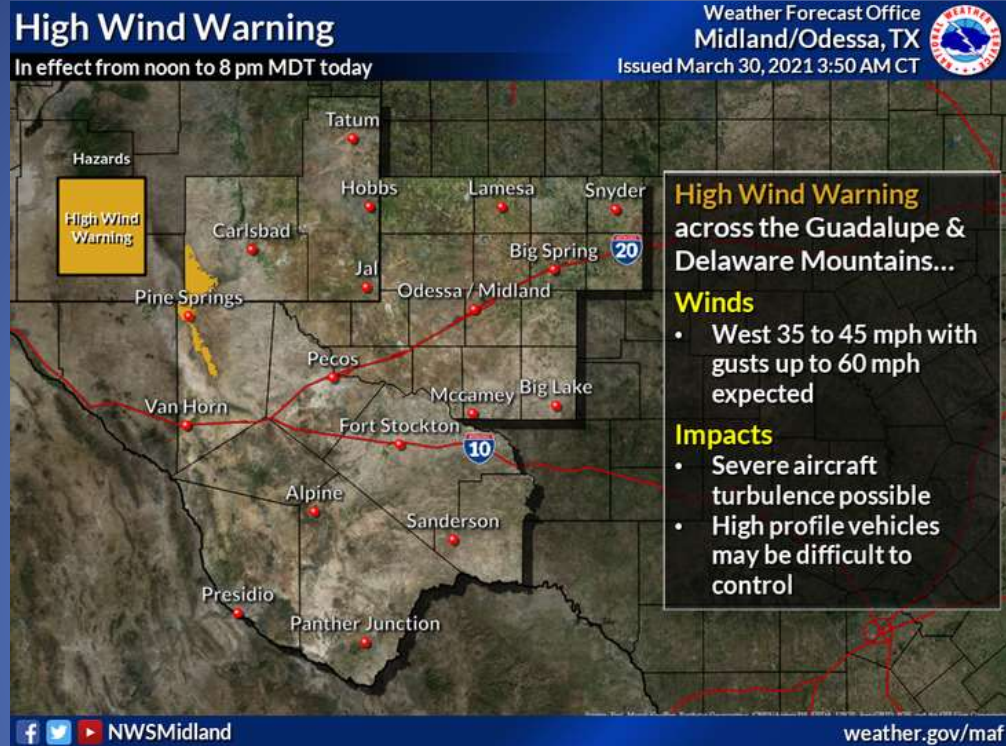 High Wind Warning
In effect from noon to 8 pm MDT today
Weather Forecast Office
Midland/Odessa, TX
Issued March 30, 2021 3:50 AM CT
Hazards
High Wind
Warning
Tatum
Hobbs
Lamesa
Snyder
Carlsbad
Big Spring
20
Jal
Odessa / Midland
Pine Springs
Pecos
Mccamey
Big Lake
Van Horn
Fort Stockton
10
Alpine
Sanderson
Presidio
Panther Junction
High Wind Warning
across the Guadalupe &
Delaware Mountains...
Winds
• West 35 to 45 mph with
gusts up to 60 mph
expected
Impacts
• Severe aircraft
turbulence possible
• High profile vehicles
may be difficult to
control
NWSMidland
weather.gov/maf